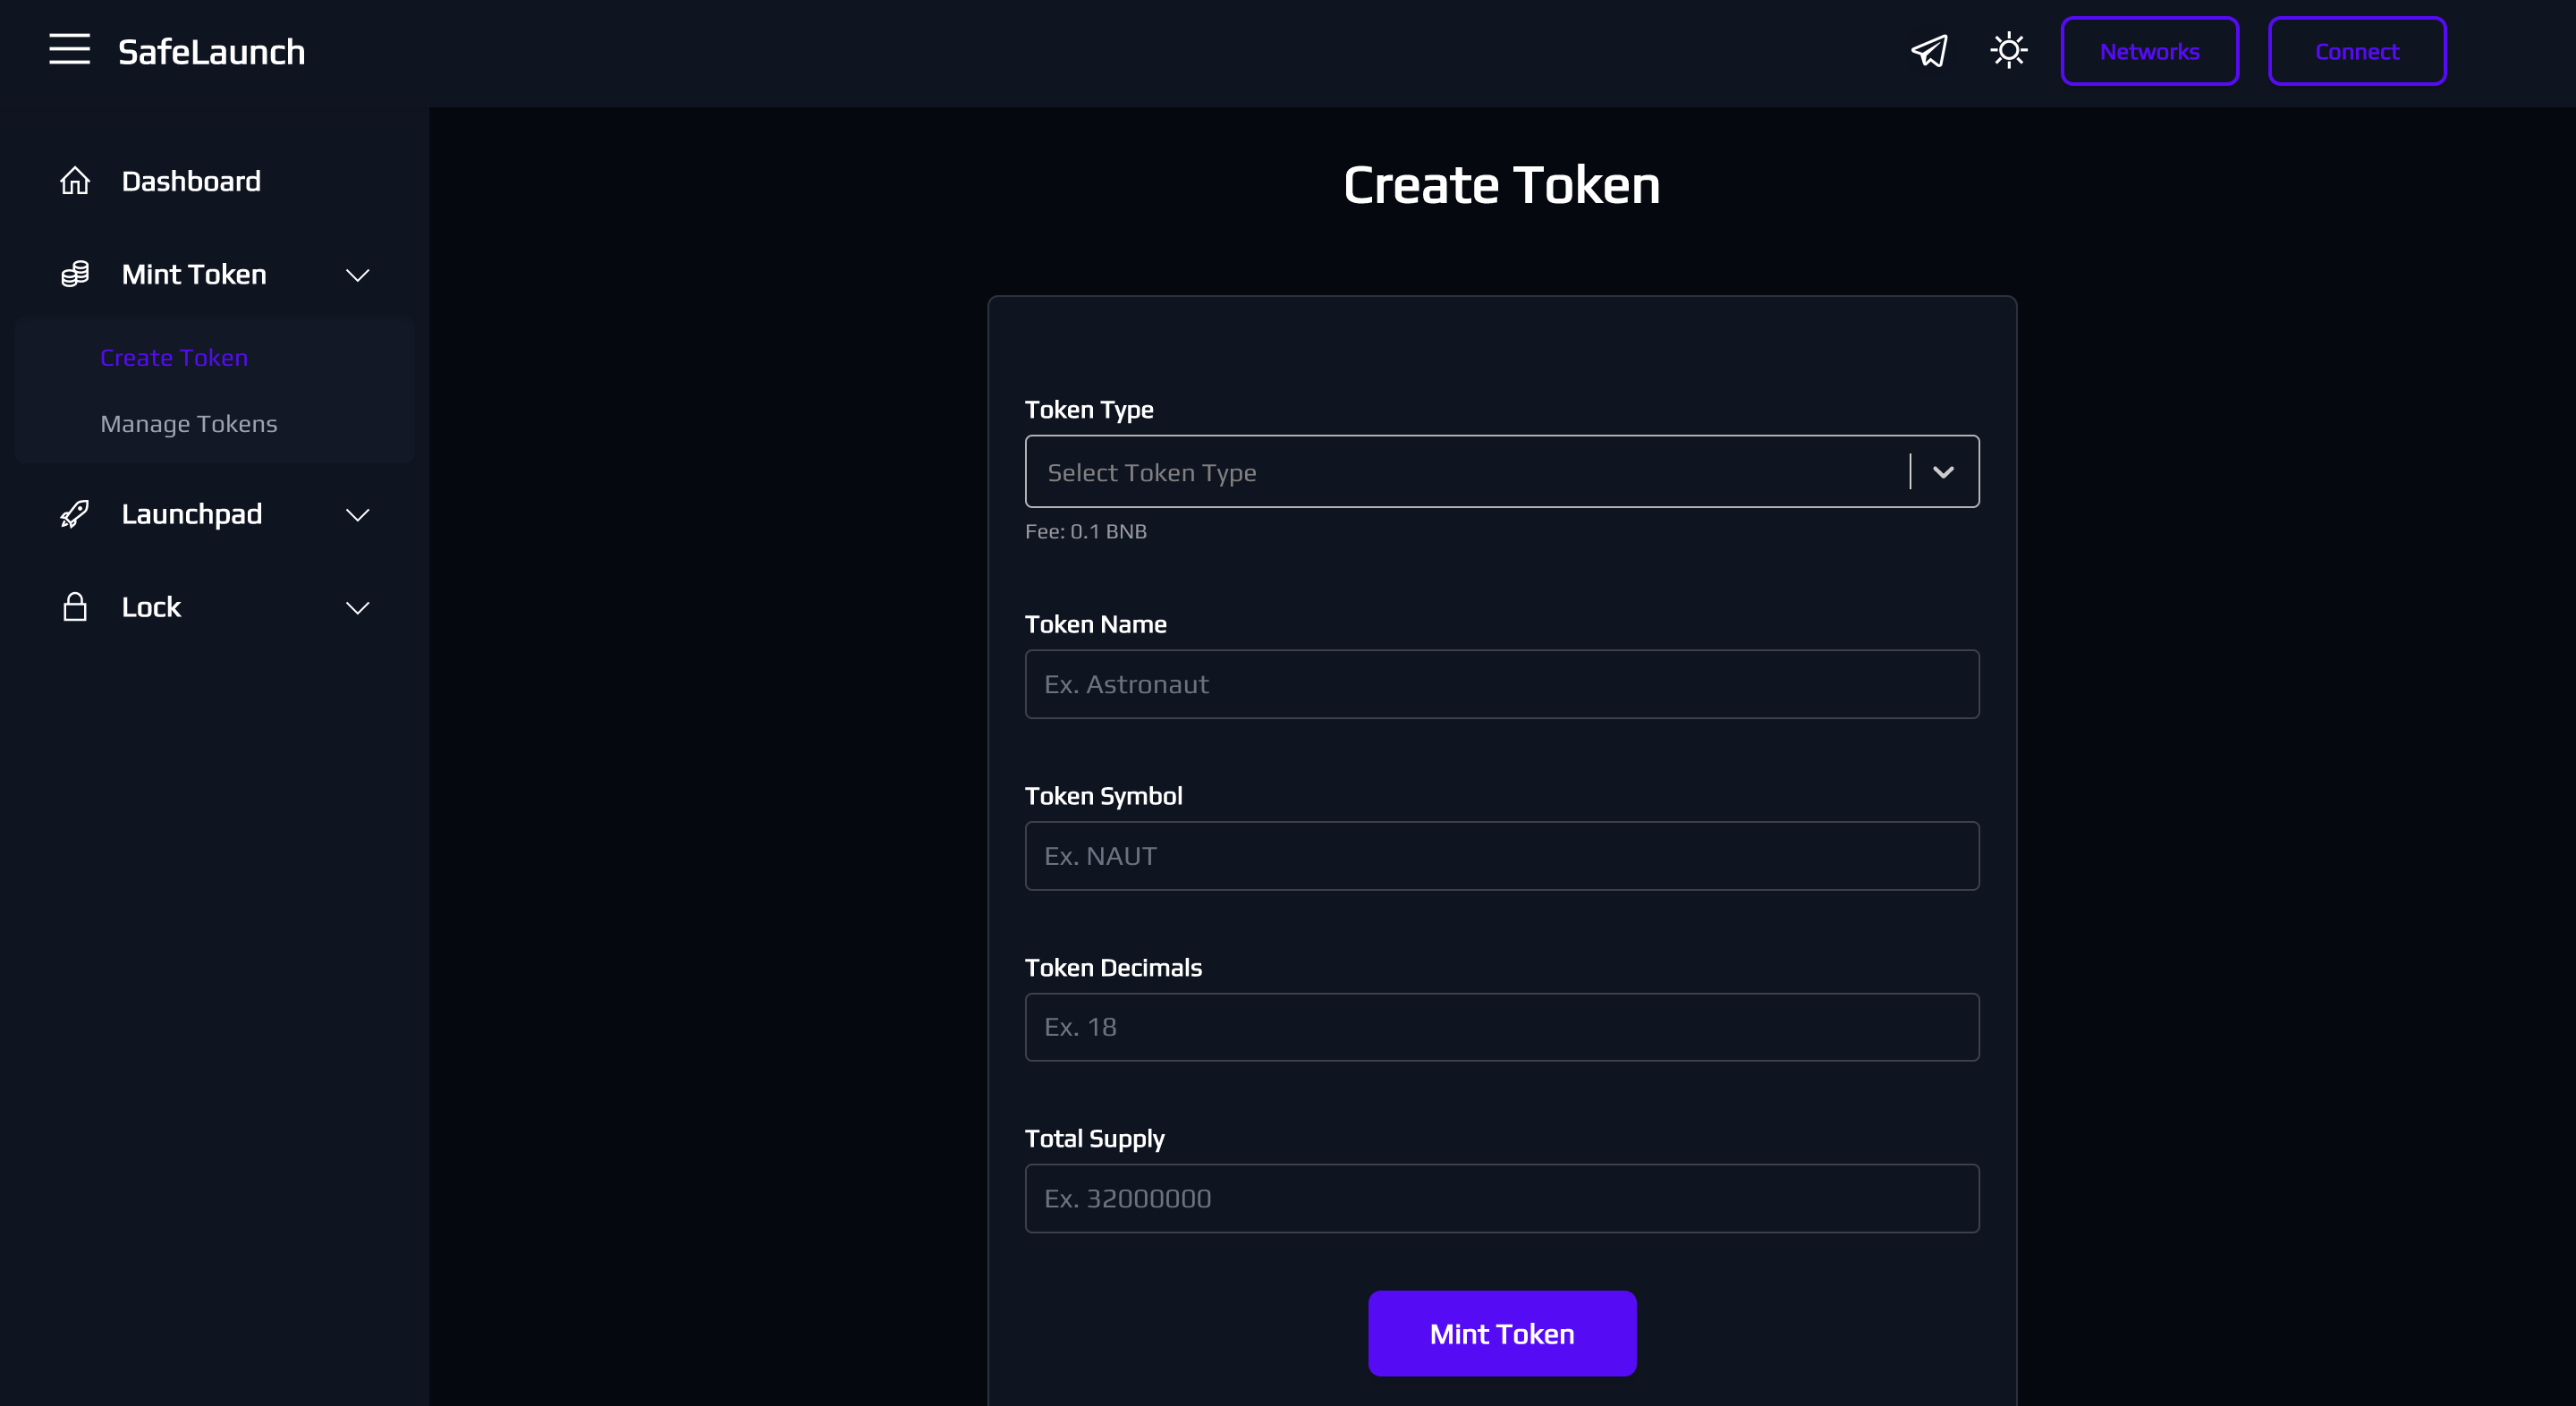 SafeLaunch
Networks
Connect
Dashboard
Mint Token
Create Token
Manage Tokens
Launchpad
Lock
Create Token
Token Type
Select Token Type
Fee: 0.1 BNB
Token Name
Ex. Astronaut
Token Symbol
Ex. NAUT
Token Decimals
Ex. 18
Total Supply
Ex. 32000000
Mint Token